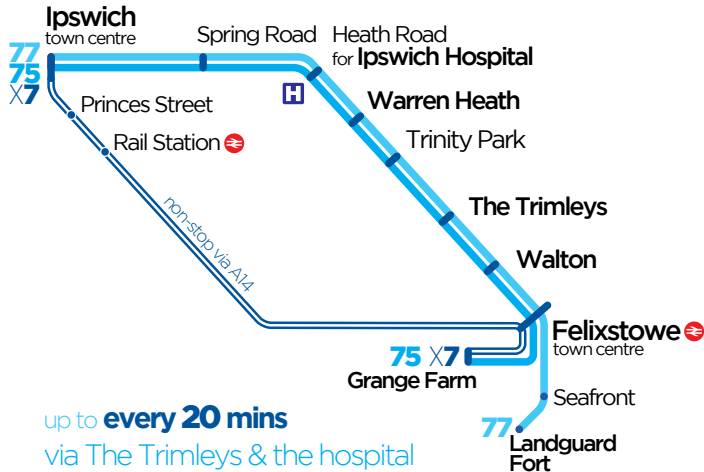 Ipswich
town centre
77
75
X7
Spring Road
Heath Road
for Ipswich Hospital
H
Princes Street
Warren Heath
Rail Station
Trinity Park
non-stop via A14
The Trimleys
Walton
Felixstowe
town centre
75 X7
Grange Farm
Seafront
77
Landguard
Fort
up to every 20 mins
via The Trimleys & the hospital